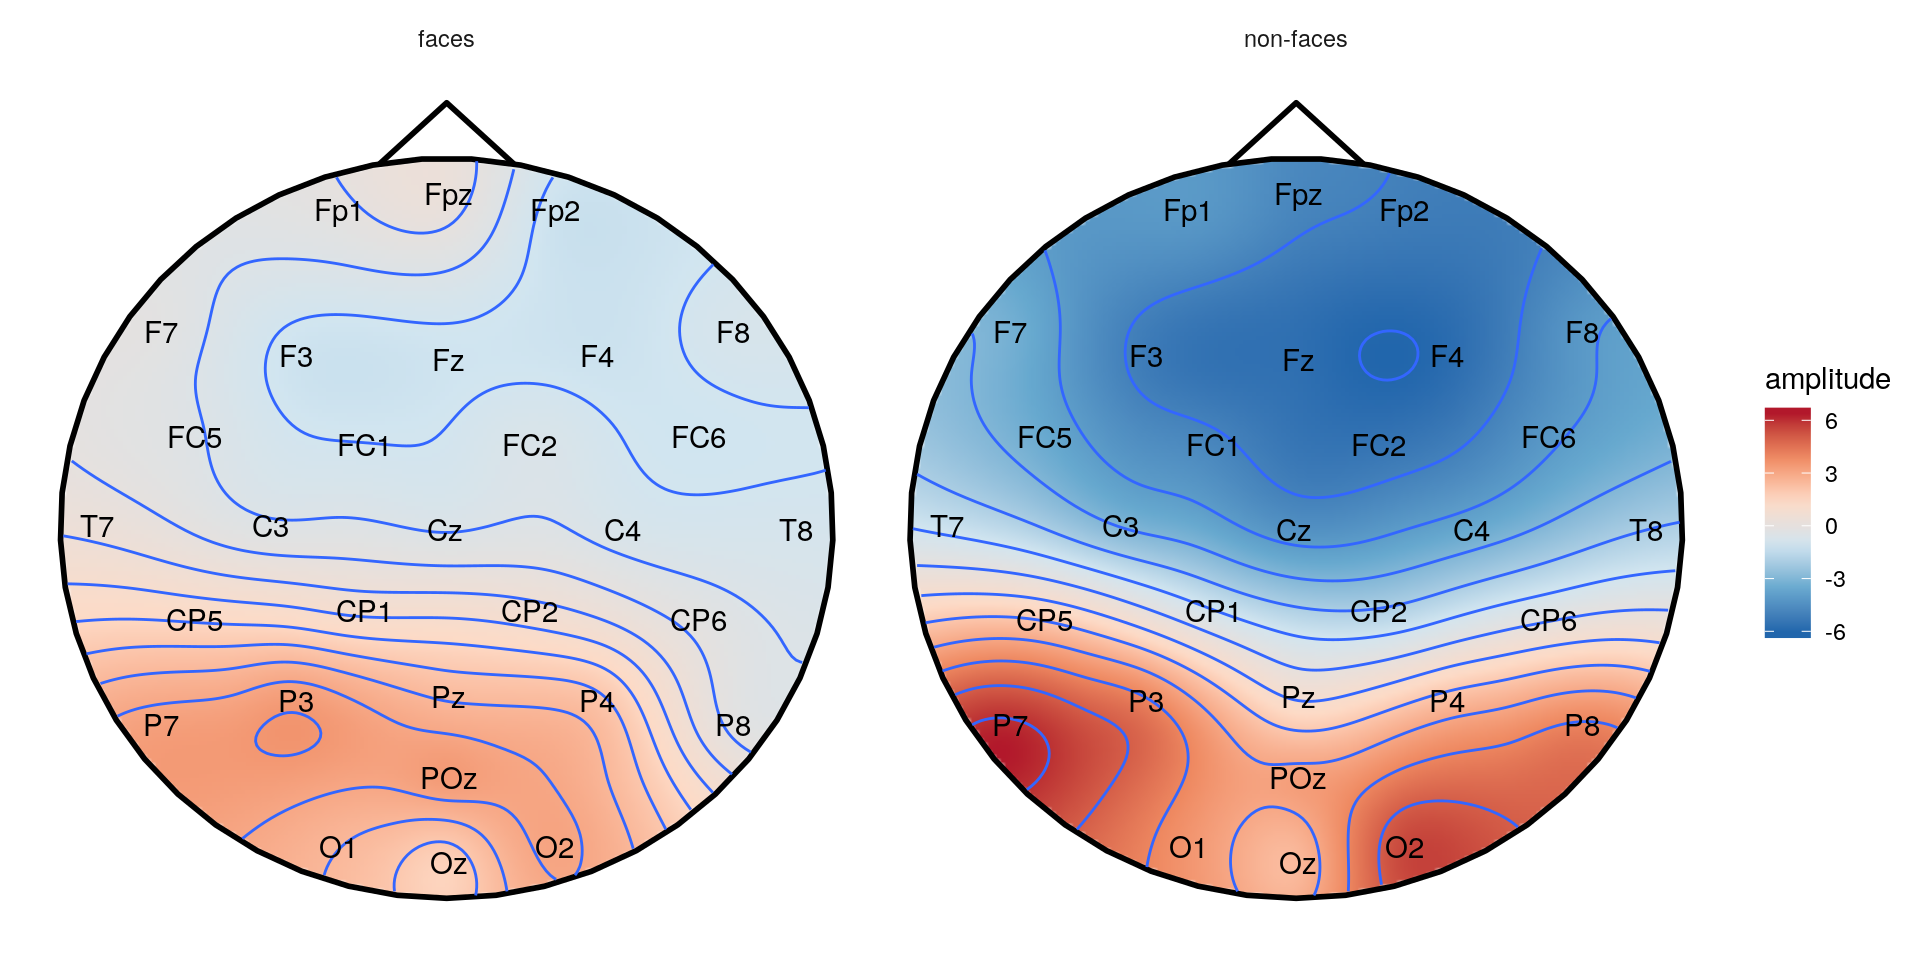 faces
Fpz
Fp1 Fp2
F7 F8
F3 Fz F4
FC5 FC1 FC2 FC6
T7 C3 Cz C4 T8
CP5 CP1 CP2 CP6
P3 Pz P4
P7 P8
POz
O1 Oz O2
non-faces
Fpz
Fp1 Fp2
F7 F8
F3 Fz F4
FC5 FC1 FC2 FC6
T7 C3 Cz C4 T8
CP5 CP1 CP2 CP6
P3 Pz P4
P7 P8
POz
O1 Oz O2
amplitude
6
3
0
-3
-6